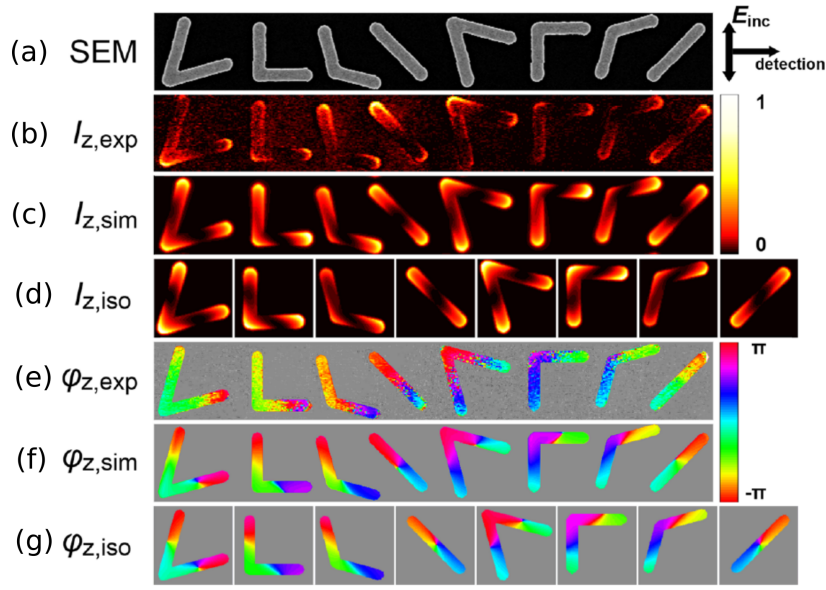 (a) SEM
E_inc
detection
(b) I_z,exp
1
(c) I_z,sim
0
(d) I_z,iso
(e) φ_z,exp
π
(f) φ_z,sim
-π
(g) φ_z,iso